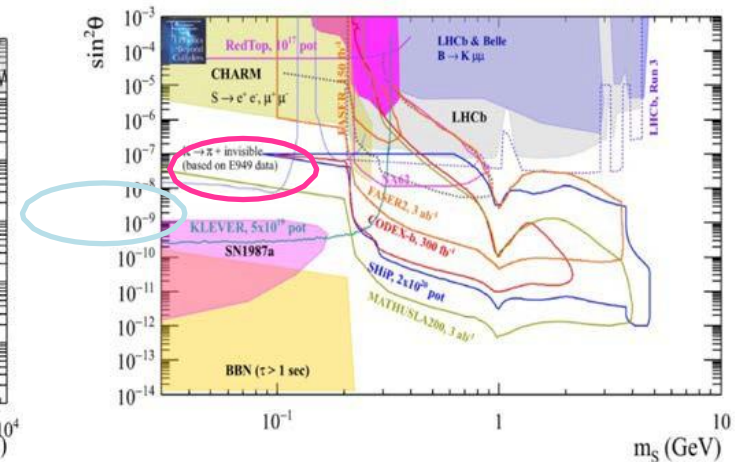 sin²θ
10⁻³
10⁻⁴
10⁻⁵
10⁻⁶
10⁻⁷
10⁻⁸
10⁻⁹
10⁻¹⁰
10⁻¹¹
10⁻¹²
10⁻¹³
10⁻¹⁴
Physics
Beyond
Colliders
RedTop, 10¹⁷ pot
CHARM
S → e⁺ e⁻, μ⁺ μ⁻
LHCb & Belle
B → K μμ
LHCb
LHCb, Run 3
→ π + invisible
(based on E949 data)
FASER2, 3 ab⁻¹
CODEX-b, 300 fb⁻¹
KLEVER, 5x10¹⁹ pot
SN1987a
SHiP, 2x10²⁰ pot
MATHUSLA200, 3 ab⁻¹
BBN (τ > 1 sec)
10⁻¹
1
10
m_S (GeV)
10⁴
)